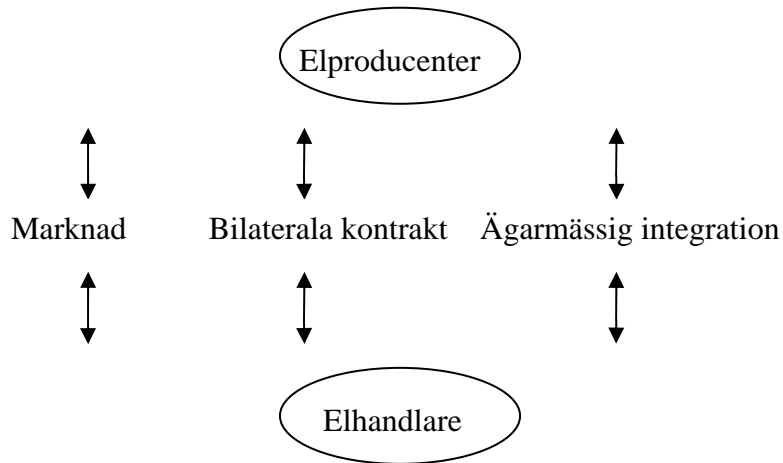 Elproducenter
Marknad Bilaterala kontrakt Ägarmässig integration
Elhandlare